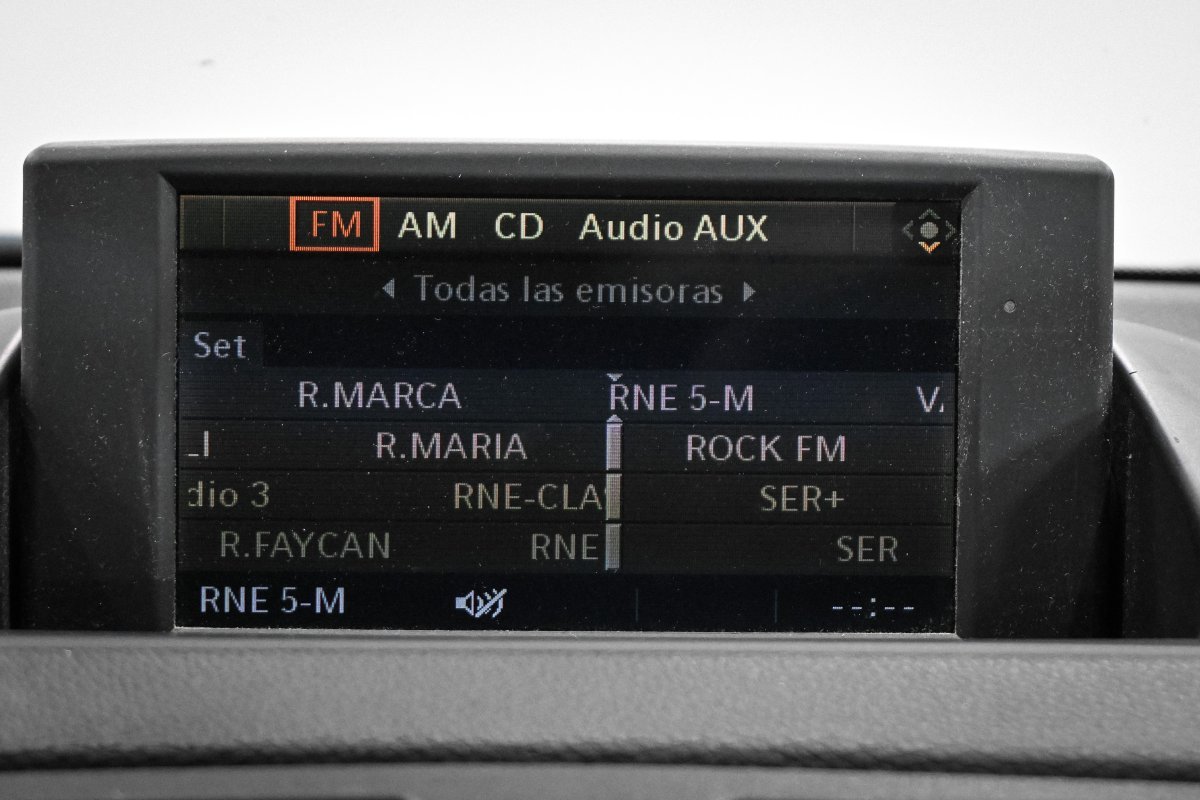 FM AM CD Audio AUX
Todas las emisoras
Set
R.MARCA RNE 5-M
R.MARIA ROCK FM
dio 3 RNE-CLA SER+
R.FAYCAN RNE SER
RNE 5-M --:--